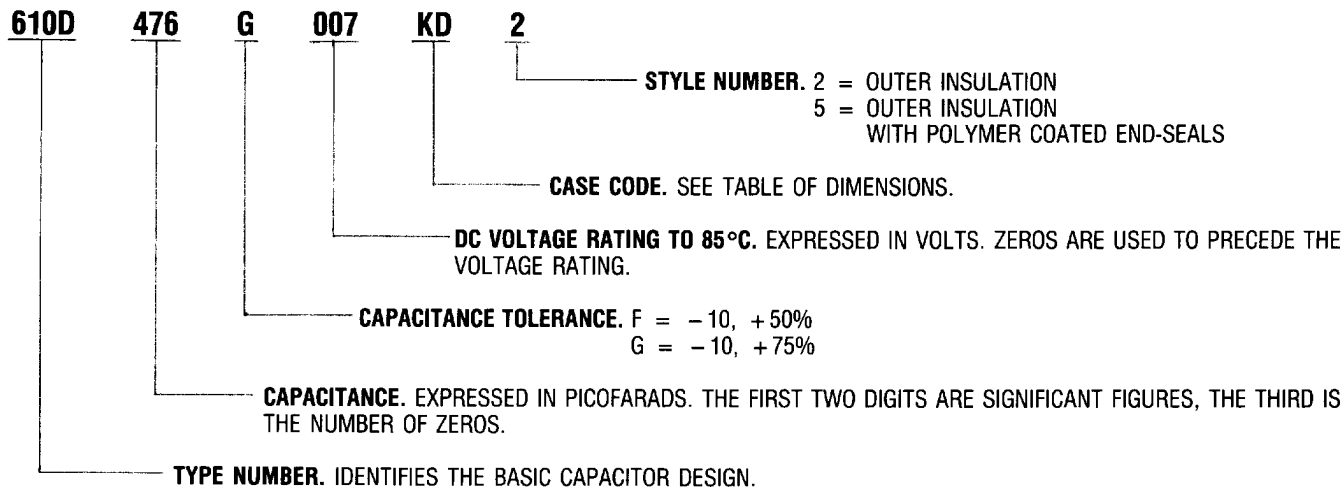 610D 476 G 007 KD 2
STYLE NUMBER. 2 = OUTER INSULATION
5 = OUTER INSULATION
WITH POLYMER COATED END-SEALS
CASE CODE. SEE TABLE OF DIMENSIONS.
DC VOLTAGE RATING TO 85°C. EXPRESSED IN VOLTS. ZEROS ARE USED TO PRECEDE THE
VOLTAGE RATING.
CAPACITANCE TOLERANCE. F = −10, +50%
G = −10, +75%
CAPACITANCE. EXPRESSED IN PICOFARADS. THE FIRST TWO DIGITS ARE SIGNIFICANT FIGURES, THE THIRD IS
THE NUMBER OF ZEROS.
TYPE NUMBER. IDENTIFIES THE BASIC CAPACITOR DESIGN.